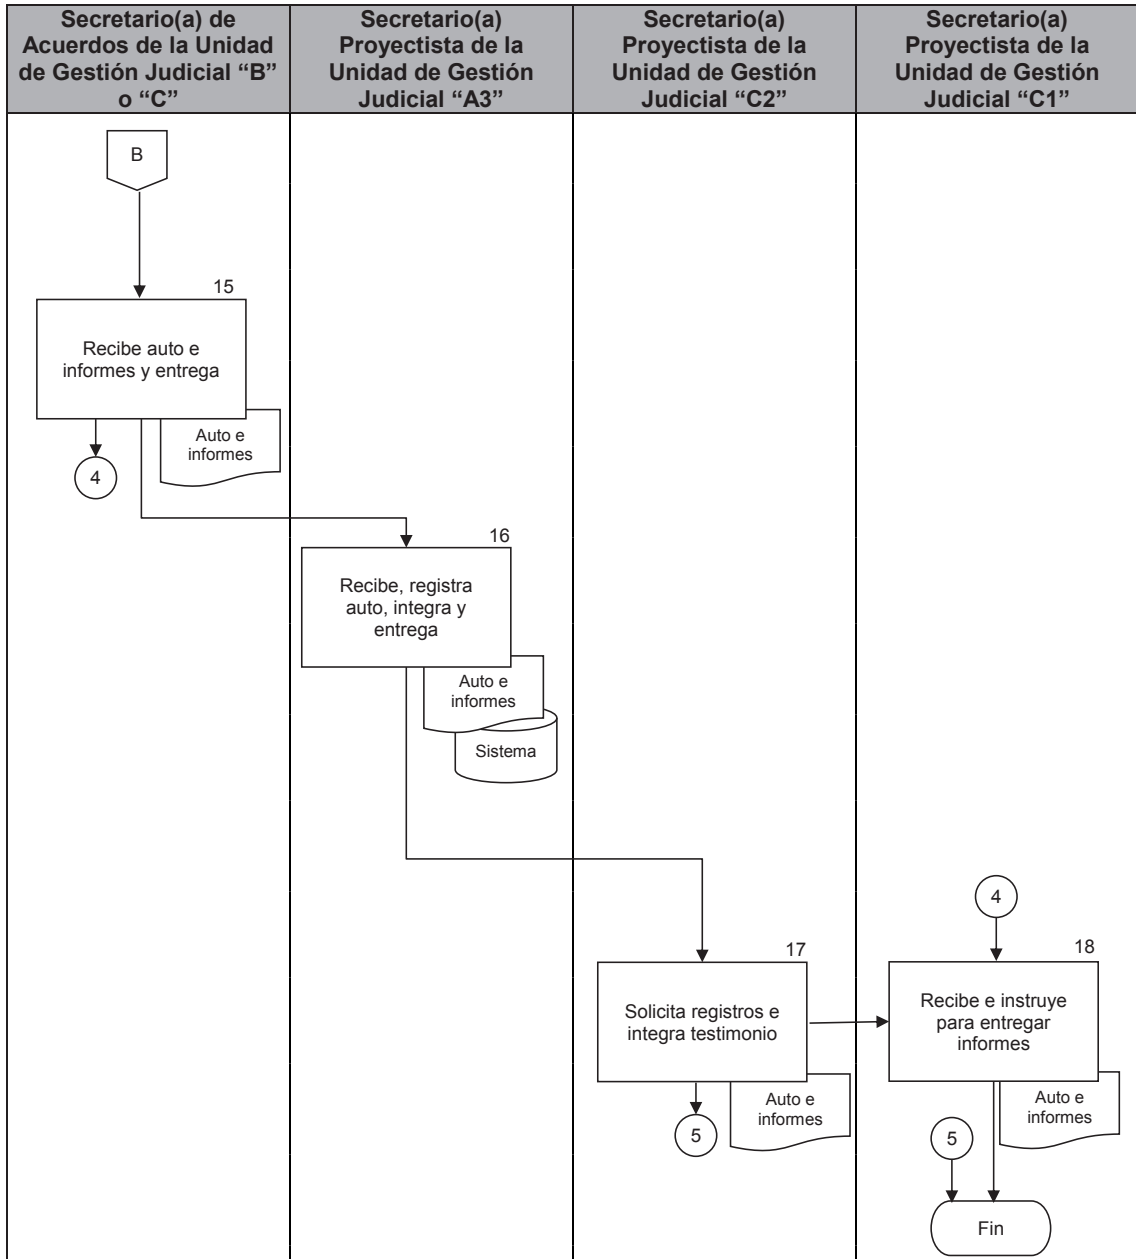 Secretario(a) de
Acuerdos de la Unidad
de Gestión Judicial “B”
o “C”
Secretario(a)
Proyectista de la
Unidad de Gestión
Judicial “A3”
Secretario(a)
Proyectista de la
Unidad de Gestión
Judicial “C2”
Secretario(a)
Proyectista de la
Unidad de Gestión
Judicial “C1”
B
15
Recibe auto e
informes y entrega
Auto e
informes
4
16
Recibe, registra
auto, integra y
entrega
Auto e
informes
Sistema
17
Solicita registros e
integra testimonio
Auto e
informes
5
4
18
Recibe e instruye
para entregar
informes
Auto e
informes
5
Fin